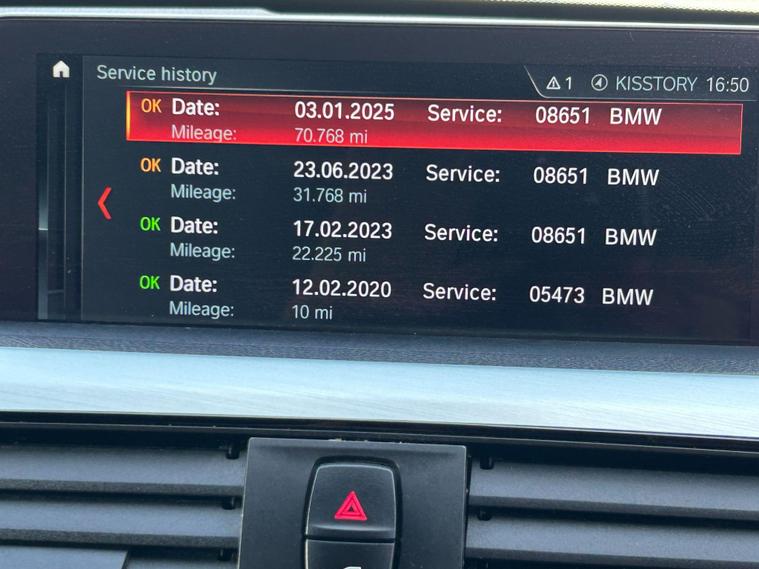 Service history 1 KISSTORY 16:50
OK Date: 03.01.2025 Service: 08651 BMW
Mileage: 70.768 mi
OK Date: 23.06.2023 Service: 08651 BMW
Mileage: 31.768 mi
OK Date: 17.02.2023 Service: 08651 BMW
Mileage: 22.225 mi
OK Date: 12.02.2020 Service: 05473 BMW
Mileage: 10 mi